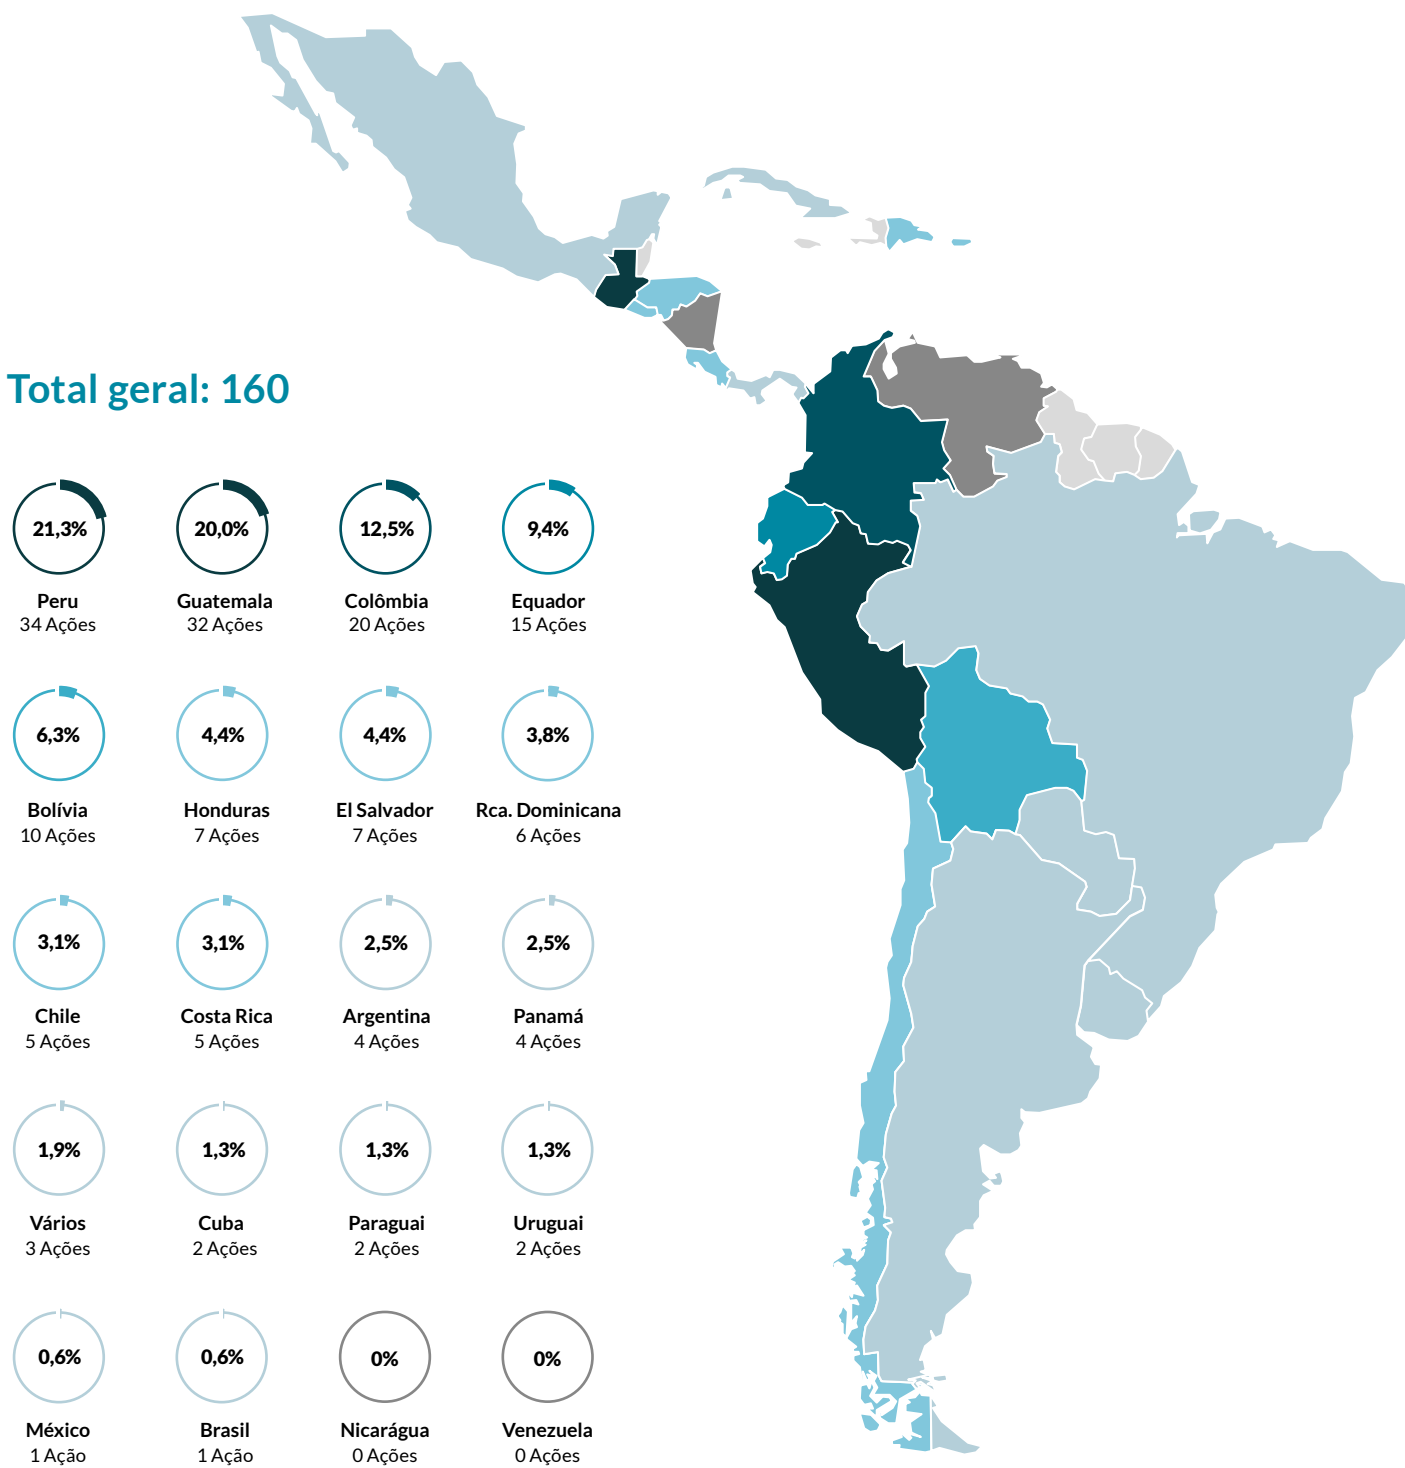 Total geral: 160
21,3%
20,0%
12,5%
9,4%
Peru
Guatemala
Colômbia
Equador
34 Ações
32 Ações
20 Ações
15 Ações
6,3%
4,4%
4,4%
3,8%
Bolívia
Honduras
El Salvador
Rca. Dominicana
10 Ações
7 Ações
7 Ações
6 Ações
3,1%
3,1%
2,5%
2,5%
Chile
Costa Rica
Argentina
Panamá
5 Ações
5 Ações
4 Ações
4 Ações
1,9%
1,3%
1,3%
1,3%
Vários
Cuba
Paraguai
Uruguai
3 Ações
2 Ações
2 Ações
2 Ações
0,6%
0,6%
0%
0%
México
Brasil
Nicarágua
Venezuela
1 Ação
1 Ação
0 Ações
0 Ações